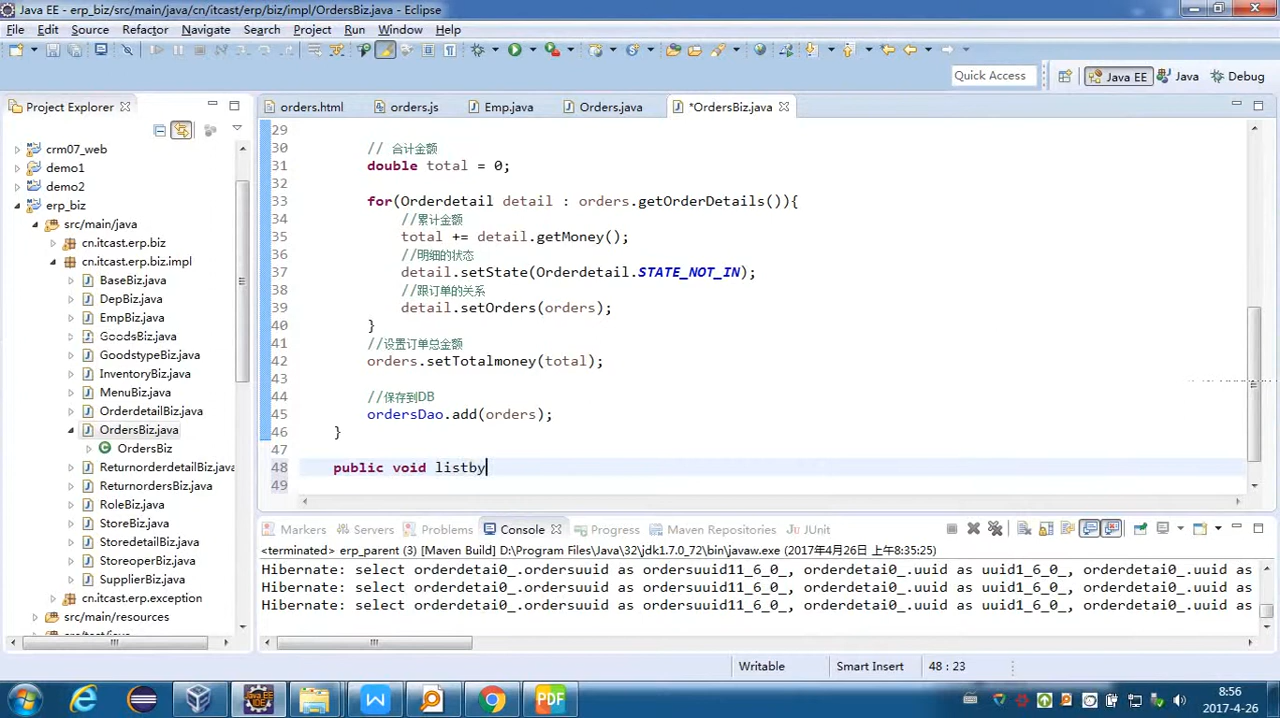 Java EE - erp_biz/src/main/java/cn/itcast/erp/biz/impl/OrdersBiz.java - Eclipse
File Edit Source Refactor Navigate Search Project Run Window Help
Quick Access
Java EE Java Debug
Project Explorer
crm07_web
demo1
demo2
erp_biz
src/main/java
cn.itcast.erp.biz
cn.itcast.erp.biz.impl
BaseBiz.java
DepBiz.java
EmpBiz.java
GoodsBiz.java
GoodstypeBiz.java
InventoryBiz.java
MenuBiz.java
OrderdetailBiz.java
OrdersBiz.java
OrdersBiz
ReturnorderdetailBiz.java
ReturnordersBiz.java
RoleBiz.java
StoreBiz.java
StoredetailBiz.java
StoreoperBiz.java
SupplierBiz.java
cn.itcast.erp.exception
src/main/resources
orders.html orders.js Emp.java Orders.java *OrdersBiz.java
29
30 // 合计金额
31 double total = 0;
32
33 for(Orderdetail detail : orders.getOrderDetails()){
34 //累计金额
35 total += detail.getMoney();
36 //明细的状态
37 detail.setState(Orderdetail.STATE_NOT_IN);
38 //跟订单的关系
39 detail.setOrders(orders);
40 }
41 //设置订单总金额
42 orders.setTotalmoney(total);
43
44 //保存到DB
45 ordersDao.add(orders);
46 }
47
48 public void listby
49
Markers Servers Problems Console Progress Maven Repositories JUnit
<terminated> erp_parent (3) [Maven Build] D:\Program Files\Java\32\jdk1.7.0_72\bin\javaw.exe (2017年4月26日 上午8:35:25)
Hibernate: select orderdetai0_.ordersuuid as ordersuuid11_6_0_, orderdetai0_.uuid as uuid1_6_0_, orderdetai0_.uuid as
Hibernate: select orderdetai0_.ordersuuid as ordersuuid11_6_0_, orderdetai0_.uuid as uuid1_6_0_, orderdetai0_.uuid as
Hibernate: select orderdetai0_.ordersuuid as ordersuuid11_6_0_, orderdetai0_.uuid as uuid1_6_0_, orderdetai0_.uuid as
Writable Smart Insert 48 : 23
8:56
2017-4-26